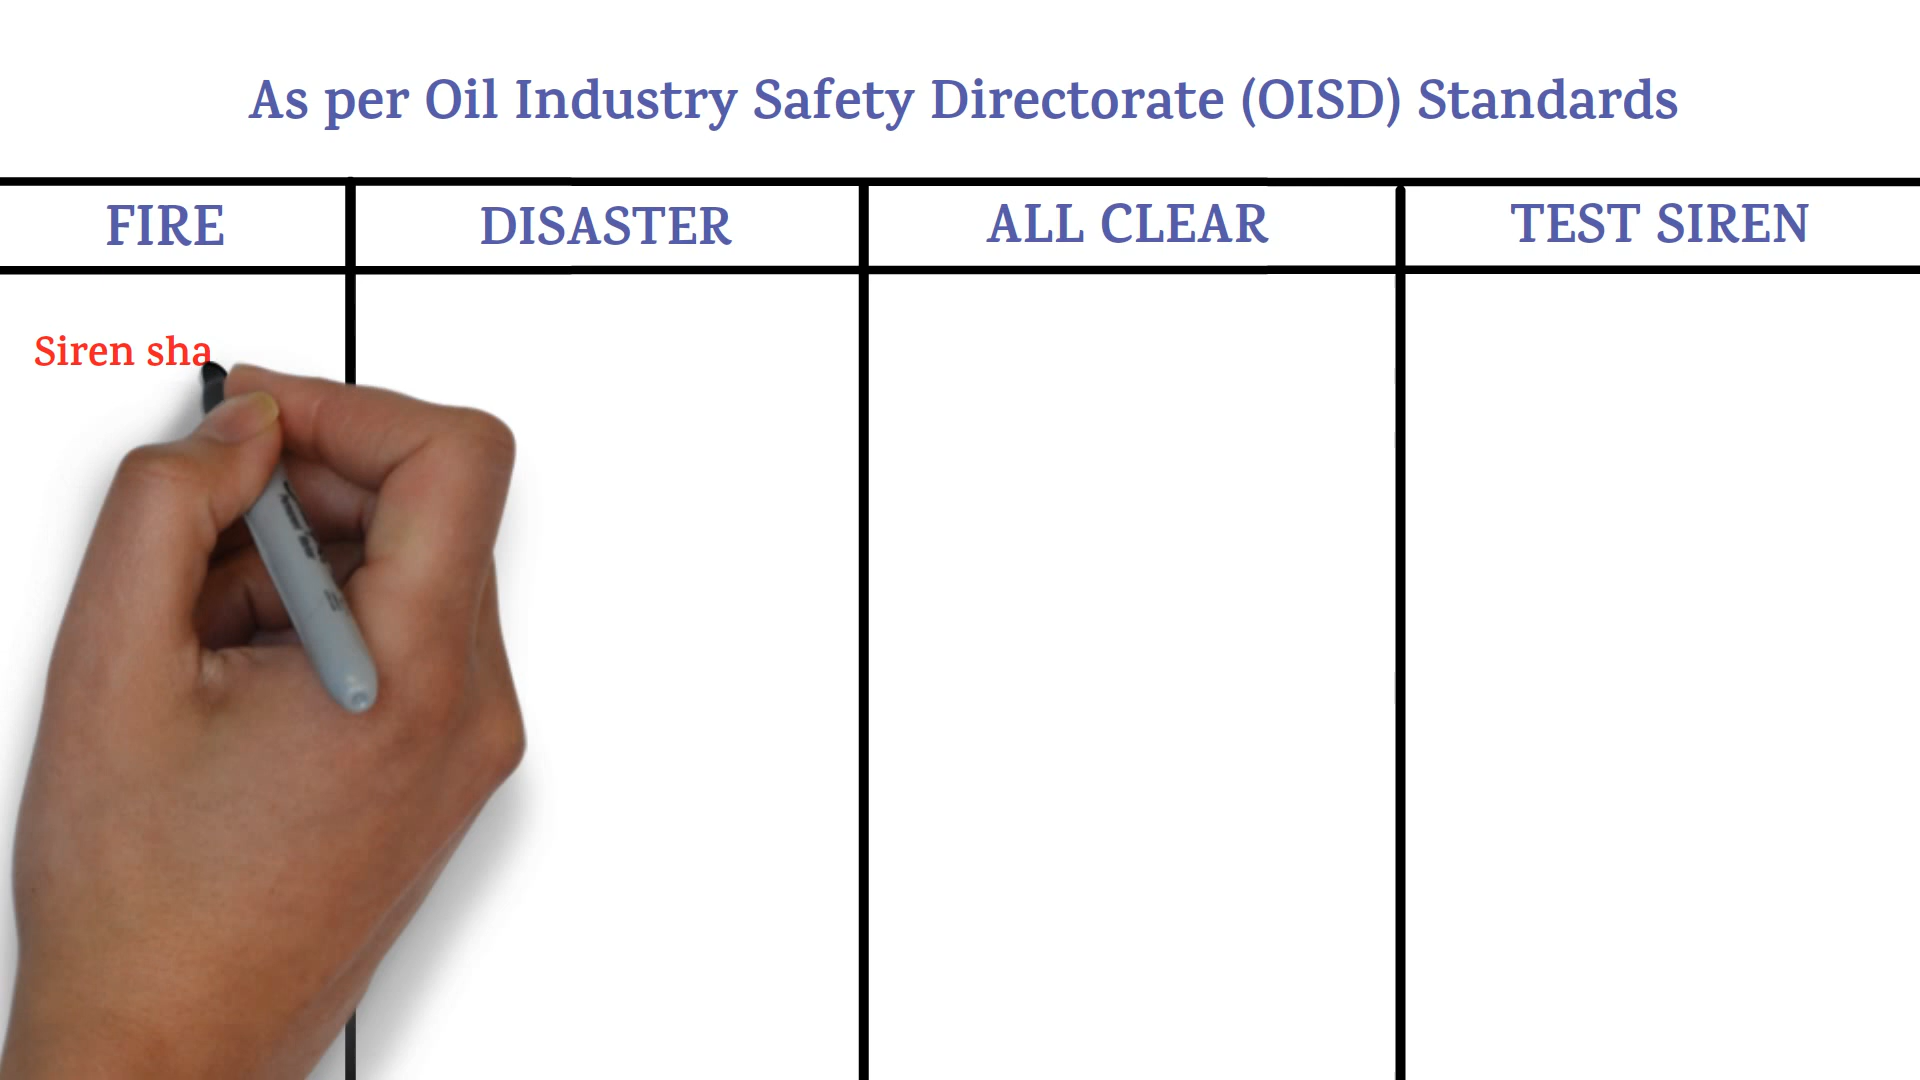 As per Oil Industry Safety Directorate (OISD) Standards
FIRE
DISASTER
ALL CLEAR
TEST SIREN
Siren sha